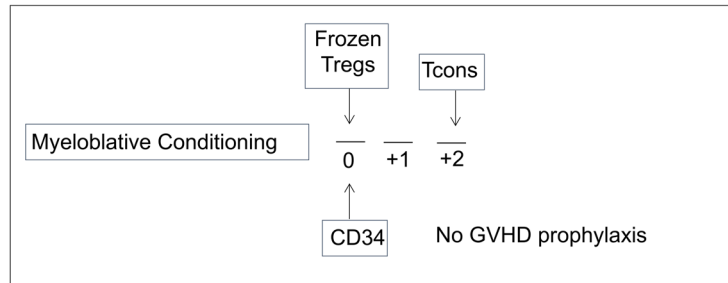 Frozen
Tregs
Tcons
Myeloblative Conditioning
0 +1 +2
CD34
No GVHD prophylaxis